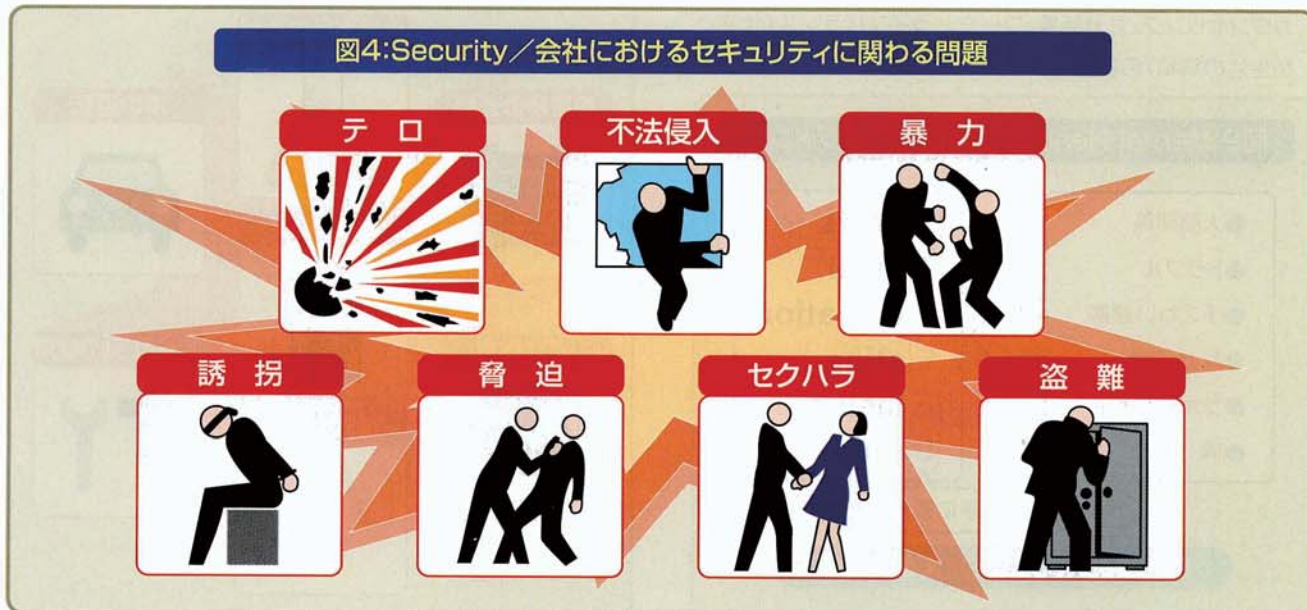 図4:Security／会社におけるセキュリティに関わる問題
テロ
不法侵入
暴力
誘拐
脅迫
セクハラ
盗難